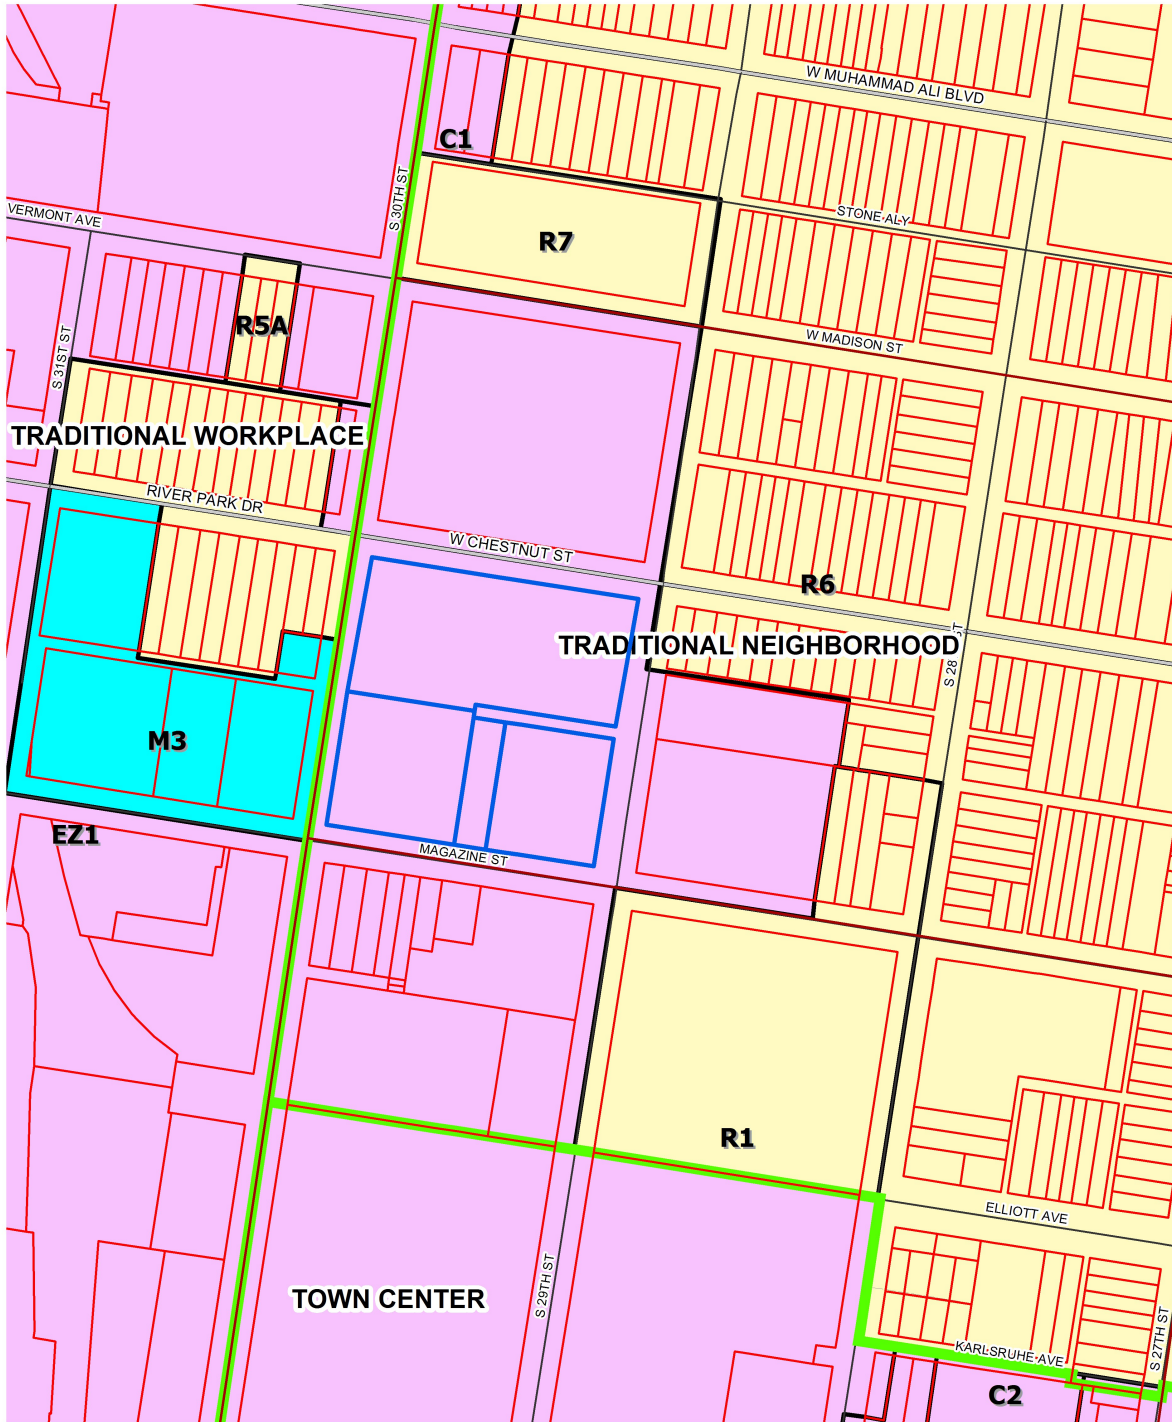 W MUHAMMAD ALI BLVD
C1
S 30TH ST
VERMONT AVE
STONE ALY
R7
R5A
W MADISON ST
S 31ST ST
TRADITIONAL WORKPLACE
RIVER PARK DR
W CHESTNUT ST
R6
TRADITIONAL NEIGHBORHOOD
S 28 ST
M3
EZ1
MAGAZINE ST
R1
ELLIOTT AVE
S 29TH ST
TOWN CENTER
S 27TH ST
KARLSRUHE AVE
C2